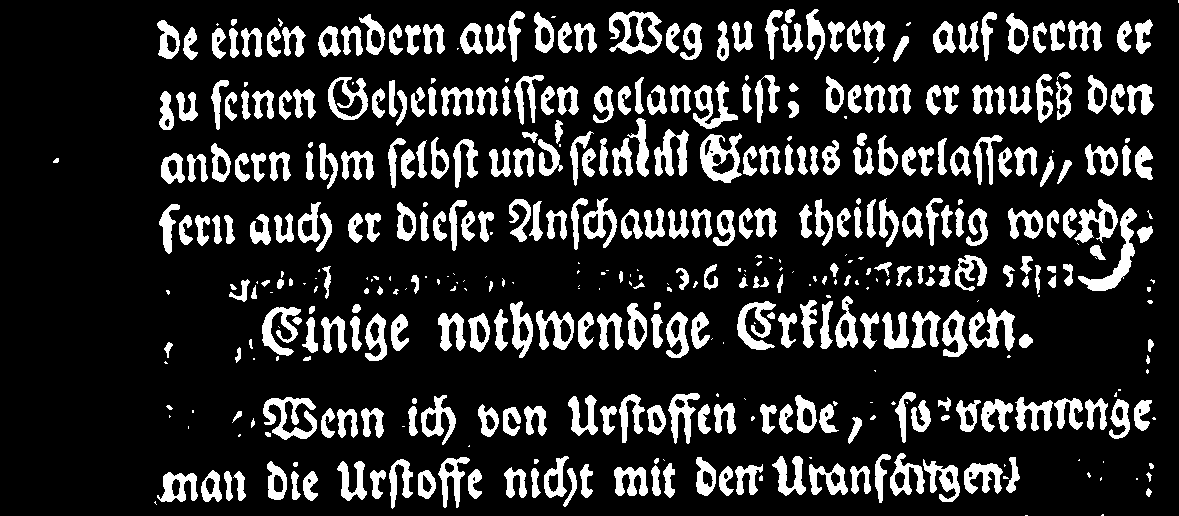 de einen andern auf den Weg zu führen, auf derm er
zu seinen Geheimnissen gelangt ist; denn er muß den
andern ihm selbst und seinem Genius überlassen, wie
fern auch er dieser Anschauungen theilhaftig werde.
Einige nothwendige Erklärungen.
Wenn ich von Urstoffen rede, so vermenge
man die Urstoffe nicht mit den Uranfängen!